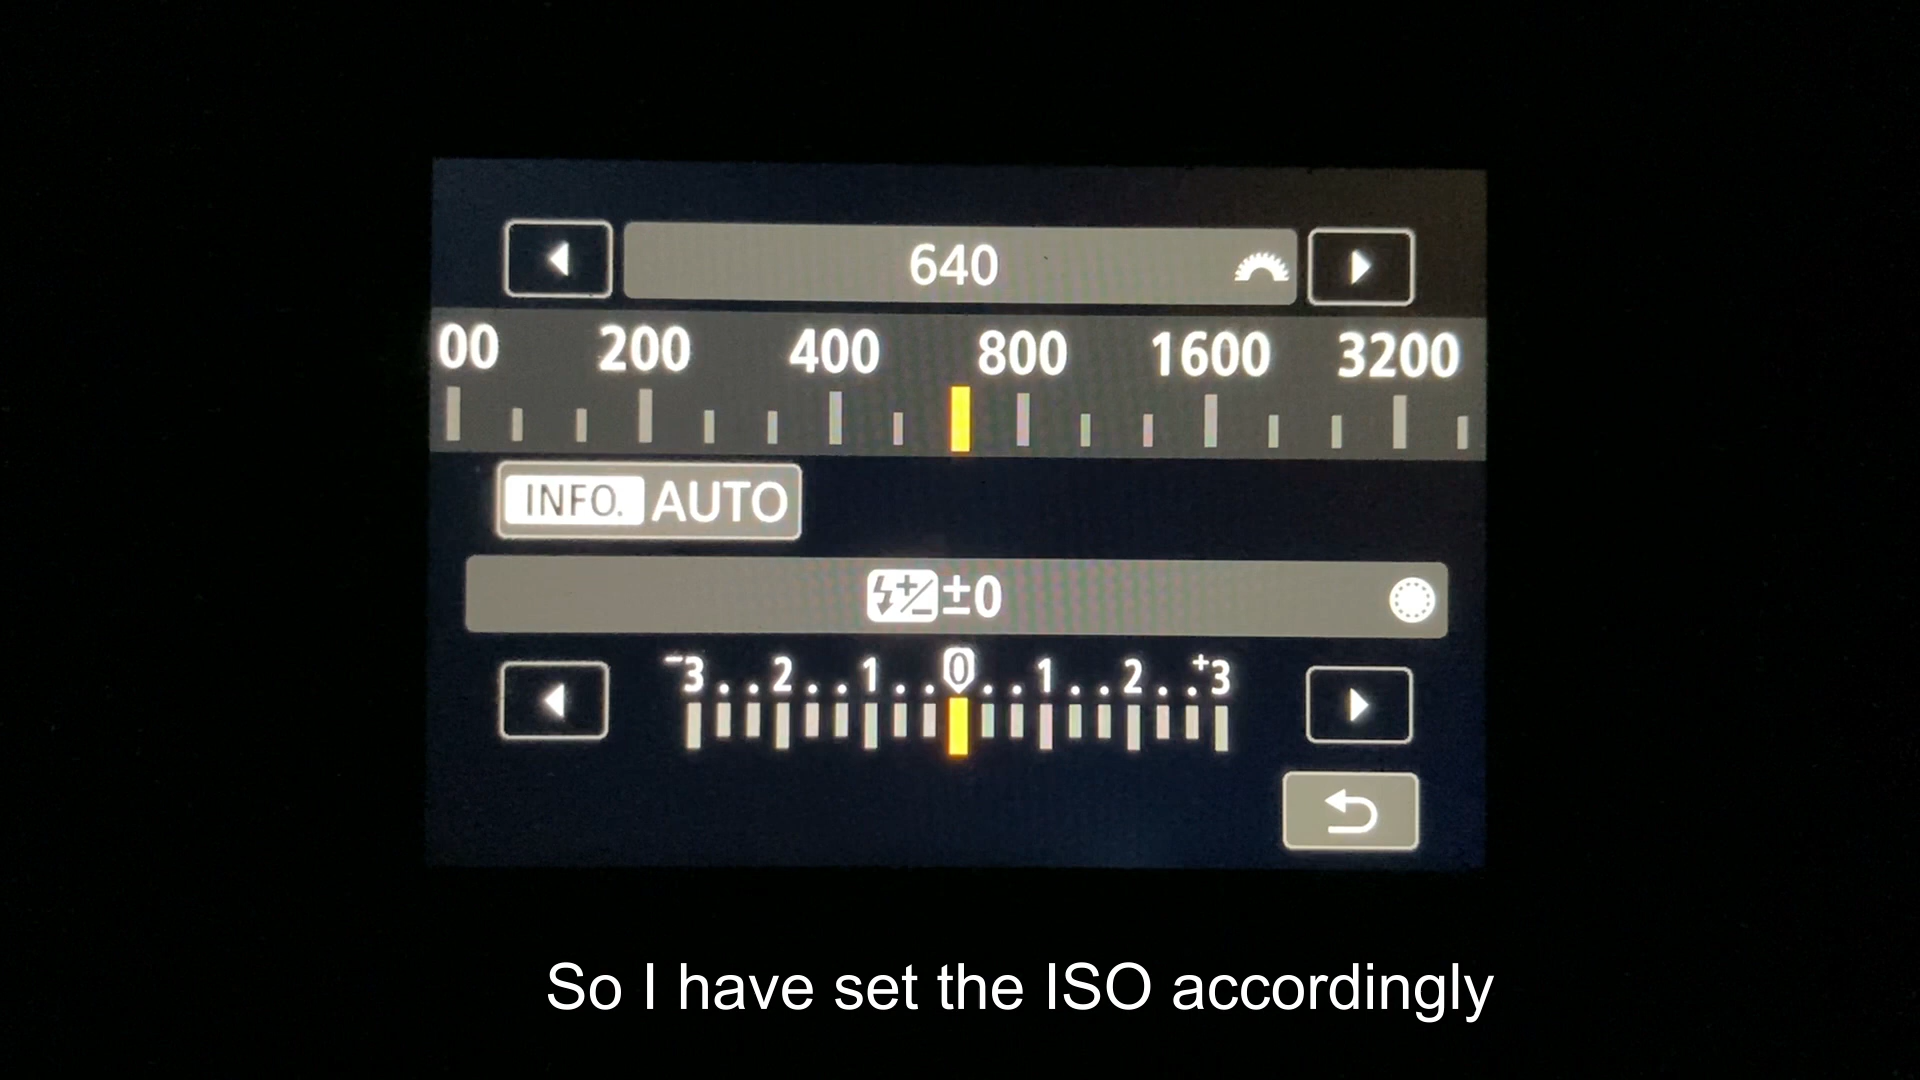 640
00 200 400 800 1600 3200
INFO. AUTO
±0
-3..2..1..0..1..2..+3
So I have set the ISO accordingly